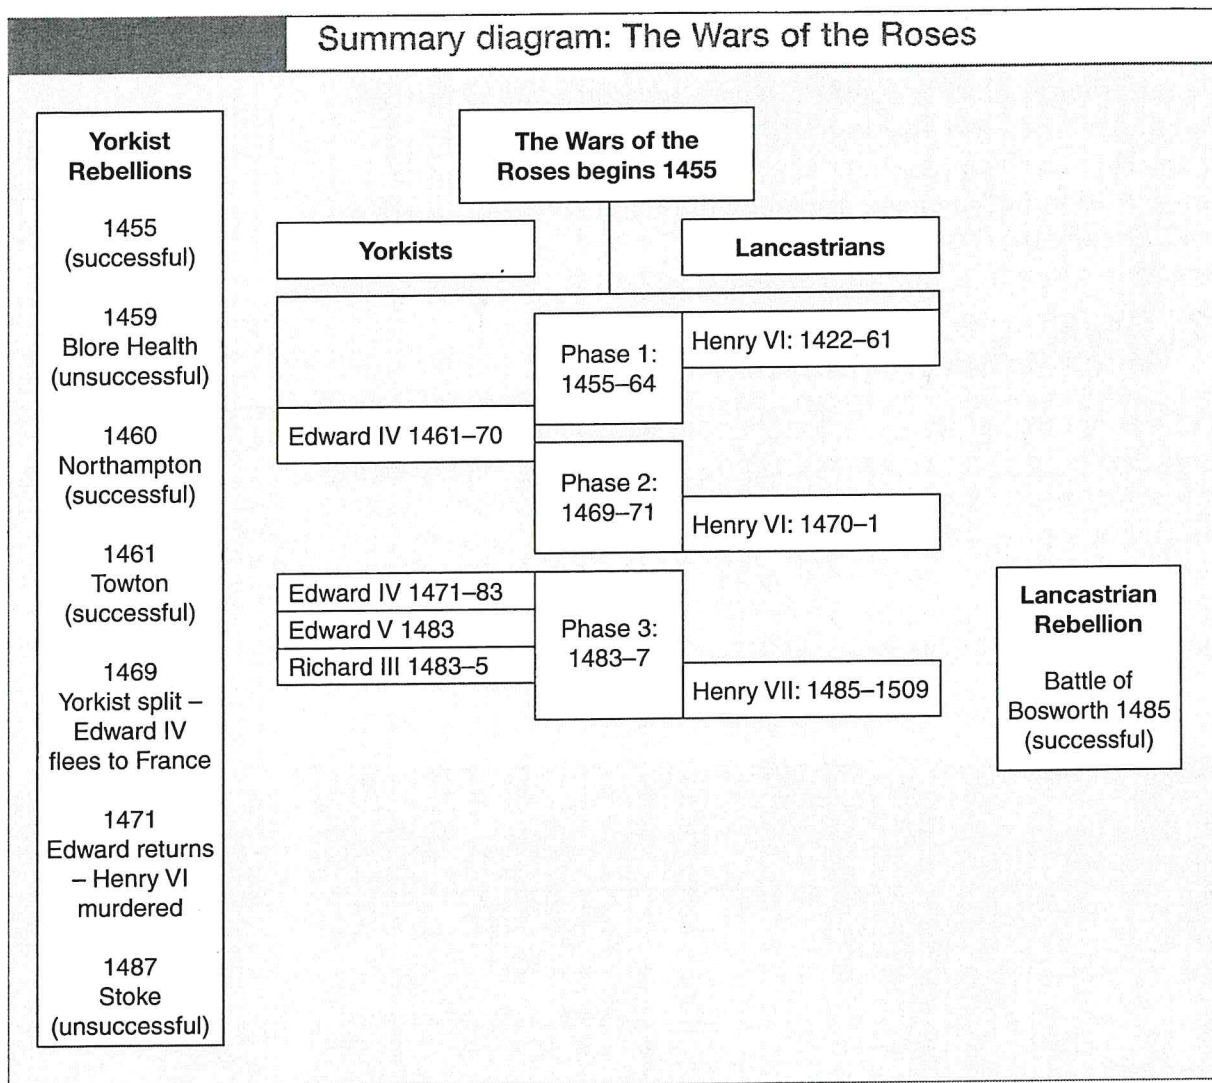 Summary diagram: The Wars of the Roses
Yorkist
Rebellions
1455
(successful)
1459
Blore Health
(unsuccessful)
1460
Northampton
(successful)
1461
Towton
(successful)
1469
Yorkist split –
Edward IV
flees to France
1471
Edward returns
– Henry VI
murdered
1487
Stoke
(unsuccessful)
The Wars of the
Roses begins 1455
Yorkists
Lancastrians
Phase 1:
1455–64
Henry VI: 1422–61
Edward IV 1461–70
Phase 2:
1469–71
Henry VI: 1470–1
Edward IV 1471–83
Edward V 1483
Richard III 1483–5
Phase 3:
1483–7
Henry VII: 1485–1509
Lancastrian
Rebellion
Battle of
Bosworth 1485
(successful)